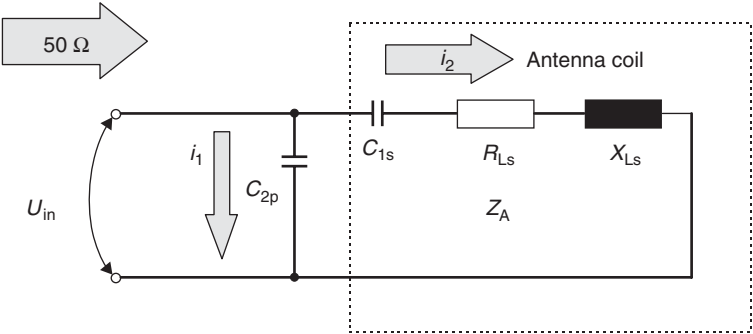 50 Ω
i2
Antenna coil
i1
C1s
RLs
XLs
C2p
Uin
ZA